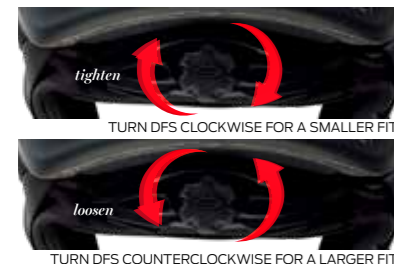 tighten
TURN DFS CLOCKWISE FOR A SMALLER FIT
loosen
TURN DFS COUNTERCLOCKWISE FOR A LARGER FIT